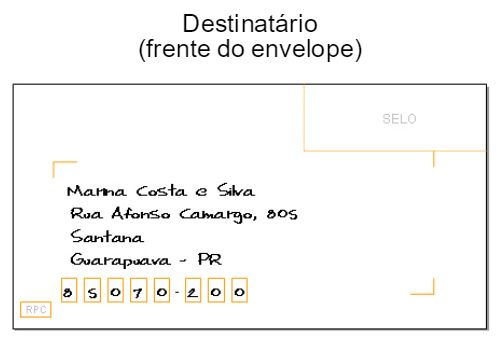 Destinatário
(frente do envelope)
SELO
Marina Costa e Silva
Rua Afonso Camargo, 805
Santana
Guarapuava - PR
85070-200
RPC